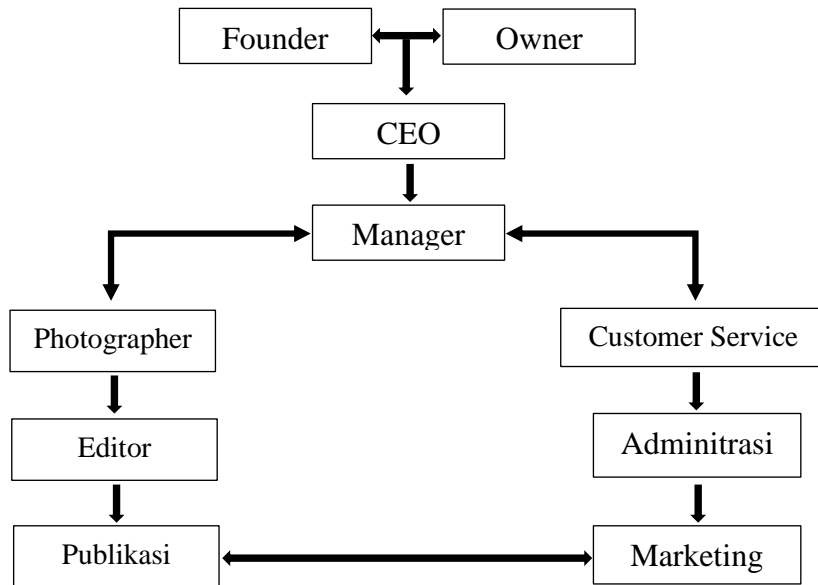 Founder
Owner
CEO
Manager
Photographer
Customer Service
Editor
Adminitrasi
Publikasi
Marketing